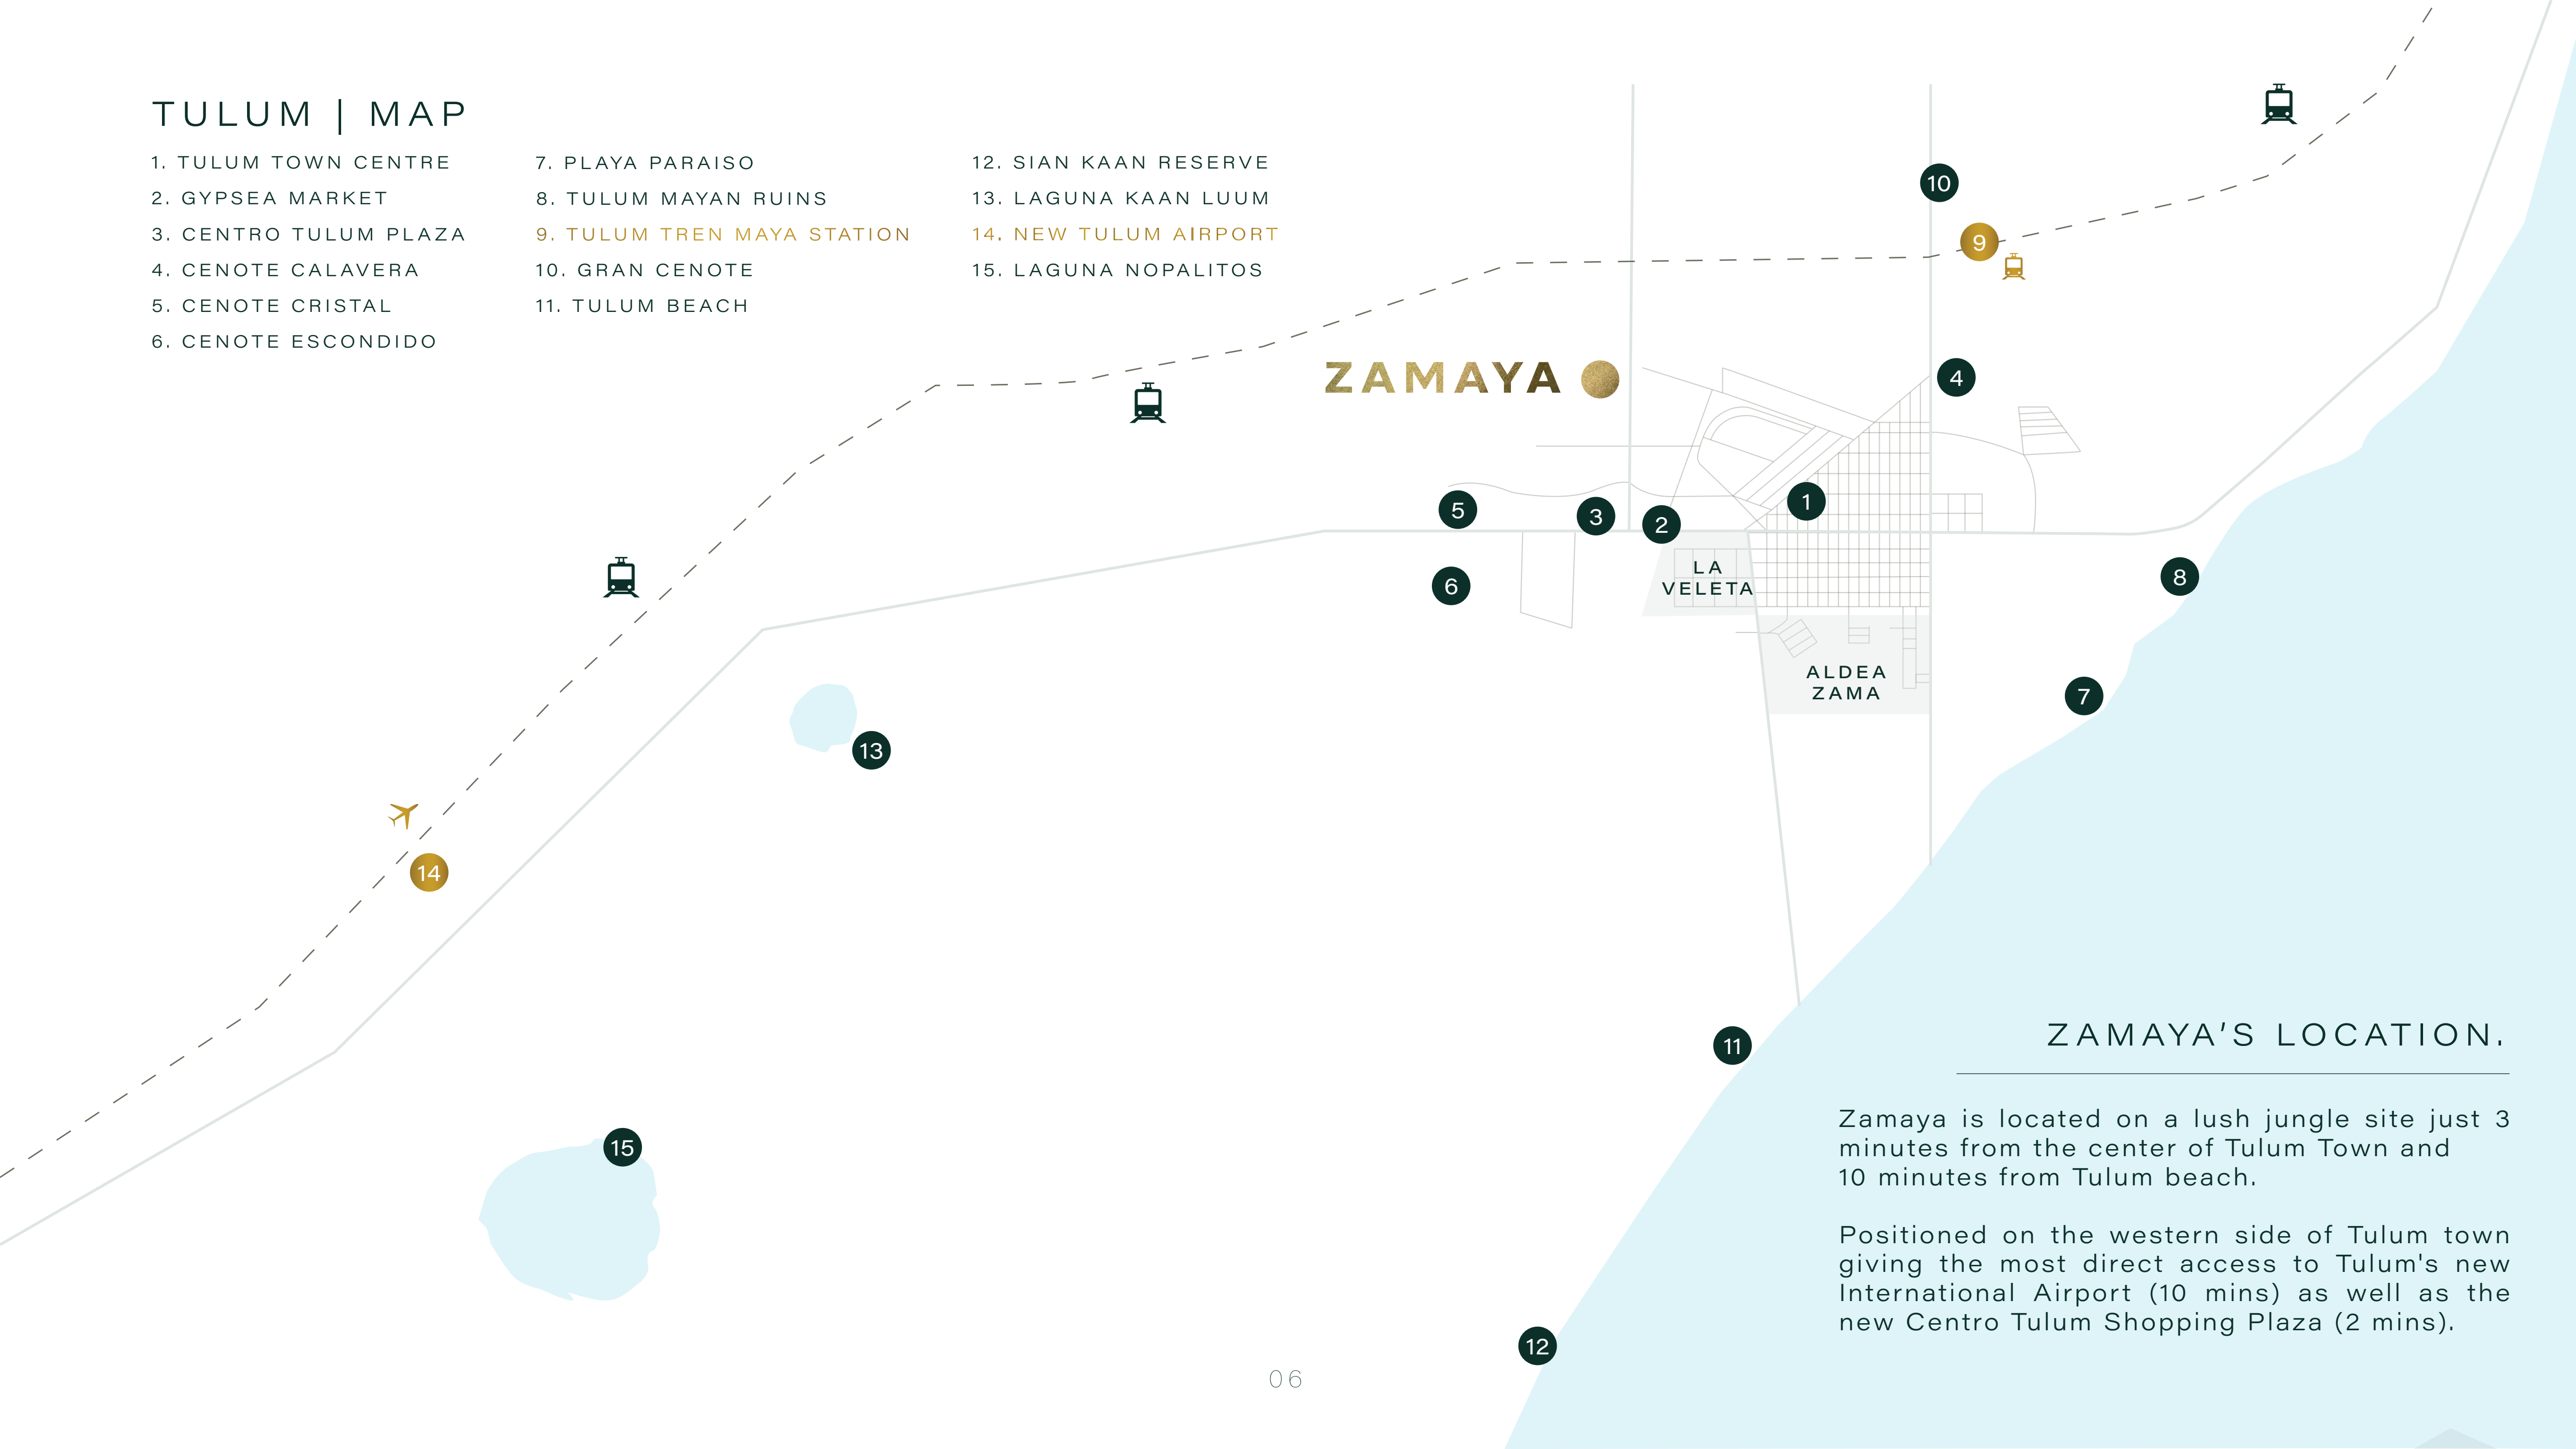 TULUM | MAP
1. TULUM TOWN CENTRE
2. GYPSEA MARKET
3. CENTRO TULUM PLAZA
4. CENOTE CALAVERA
5. CENOTE CRISTAL
6. CENOTE ESCONDIDO
7. PLAYA PARAISO
8. TULUM MAYAN RUINS
9. TULUM TREN MAYA STATION
10. GRAN CENOTE
11. TULUM BEACH
12. SIAN KAAN RESERVE
13. LAGUNA KAAN LUUM
14. NEW TULUM AIRPORT
15. LAGUNA NOPALITOS
10
9
ZAMAYA
4
1
5
3
2
6
LA
VELETA
8
ALDEA
ZAMA
7
13
14
11
15
12
ZAMAYA'S LOCATION.
Zamaya is located on a lush jungle site just 3
minutes from the center of Tulum Town and
10 minutes from Tulum beach.
Positioned on the western side of Tulum town
giving the most direct access to Tulum's new
International Airport (10 mins) as well as the
new Centro Tulum Shopping Plaza (2 mins).
06